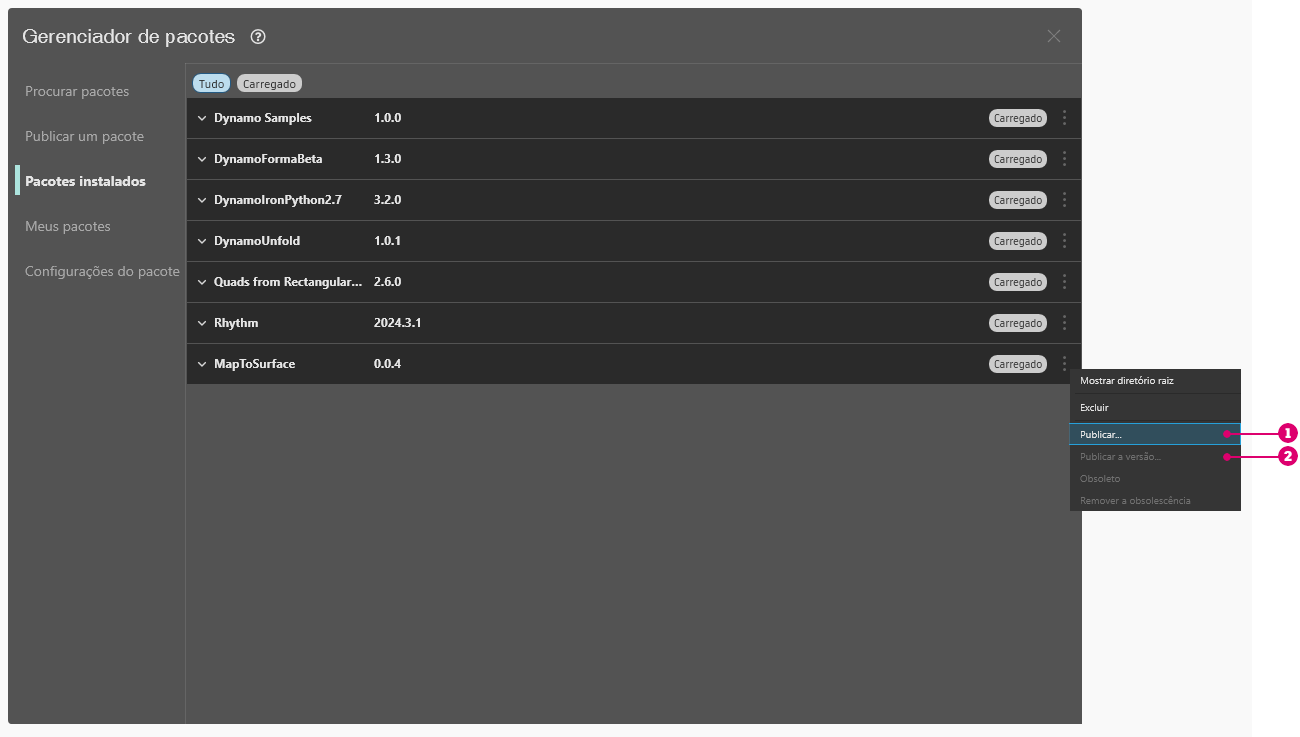 Gerenciador de pacotes ?
Procurar pacotes
Publicar um pacote
Pacotes instalados
Meus pacotes
Configurações do pacote
Tudo Carregado
Dynamo Samples 1.0.0 Carregado
DynamoFormaBeta 1.3.0 Carregado
DynamoIronPython2.7 3.2.0 Carregado
DynamoUnfold 1.0.1 Carregado
Quads from Rectangular... 2.6.0 Carregado
Rhythm 2024.3.1 Carregado
MapToSurface 0.0.4 Carregado
Mostrar diretório raiz
Excluir
Publicar... 1
Publicar a versão... 2
Obsoleto
Remover a obsolescência